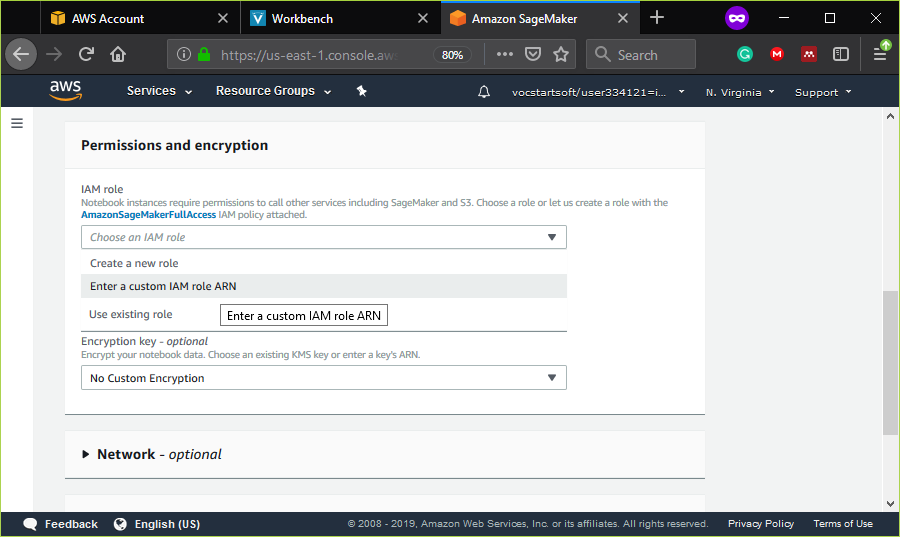 AWS Account
Workbench
Amazon SageMaker
https://us-east-1.console.aws
80%
Search
aws
Services
Resource Groups
vocstartsoft/user334121=i...
N. Virginia
Support
Permissions and encryption
IAM role
Notebook instances require permissions to call other services including SageMaker and S3. Choose a role or let us create a role with the
AmazonSageMakerFullAccess IAM policy attached.
Choose an IAM role
Create a new role
Enter a custom IAM role ARN
Use existing role
Enter a custom IAM role ARN
Encryption key - optional
Encrypt your notebook data. Choose an existing KMS key or enter a key's ARN.
No Custom Encryption
Network - optional
Feedback
English (US)
© 2008 - 2019, Amazon Web Services, Inc. or its affiliates. All rights reserved.
Privacy Policy
Terms of Use